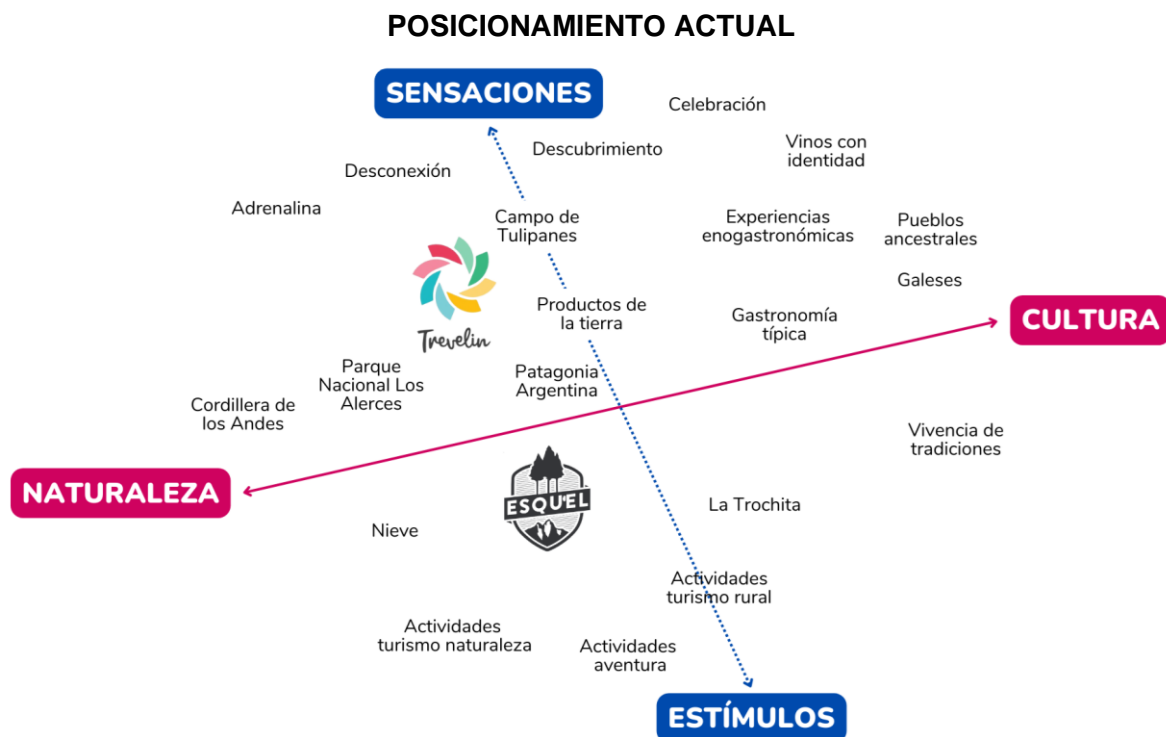 POSICIONAMIENTO ACTUAL
SENSACIONES
Celebración
Descubrimiento
Vinos con
identidad
Desconexión
Adrenalina
Campo de
Tulipanes
Experiencias
enogastronómicas
Pueblos
ancestrales
Galeses
Productos de
la tierra
Gastronomía
típica
CULTURA
Trevelin
Parque
Nacional Los
Alerces
Patagonia
Argentina
Cordillera de
los Andes
Vivencia de
tradiciones
NATURALEZA
ESQU'EL
La Trochita
Nieve
Actividades
turismo rural
Actividades
turismo naturaleza
Actividades
aventura
ESTÍMULOS